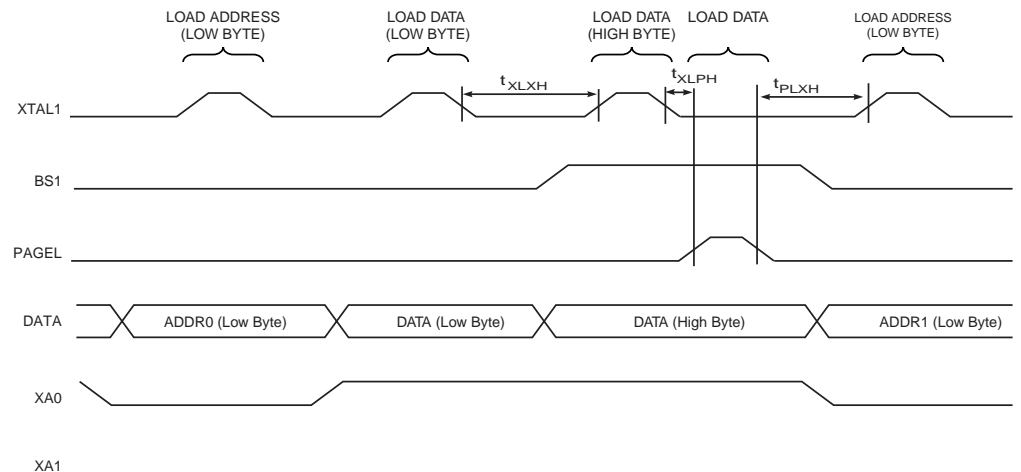 LOAD ADDRESS
(LOW BYTE)
LOAD DATA
(LOW BYTE)
LOAD DATA
(HIGH BYTE)
LOAD DATA
LOAD ADDRESS
(LOW BYTE)
tXLXH
tXLPH
tPLXH
XTAL1
BS1
PAGEL
DATA
ADDR0 (Low Byte)
DATA (Low Byte)
DATA (High Byte)
ADDR1 (Low Byte)
XA0
XA1